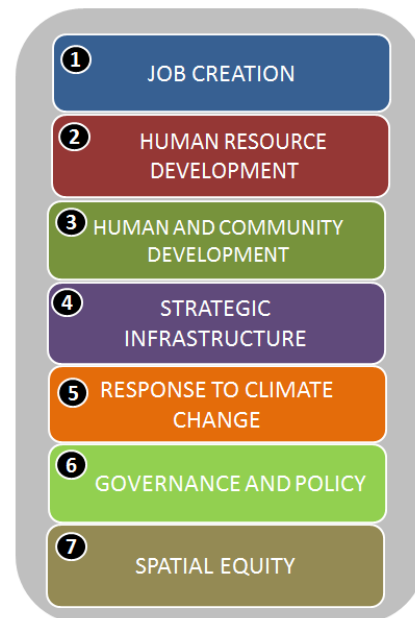 1
JOB CREATION
2
HUMAN RESOURCE
DEVELOPMENT
3
HUMAN AND COMMUNITY
DEVELOPMENT
4
STRATEGIC
INFRASTRUCTURE
5
RESPONSE TO CLIMATE
CHANGE
6
GOVERNANCE AND POLICY
7
SPATIAL EQUITY